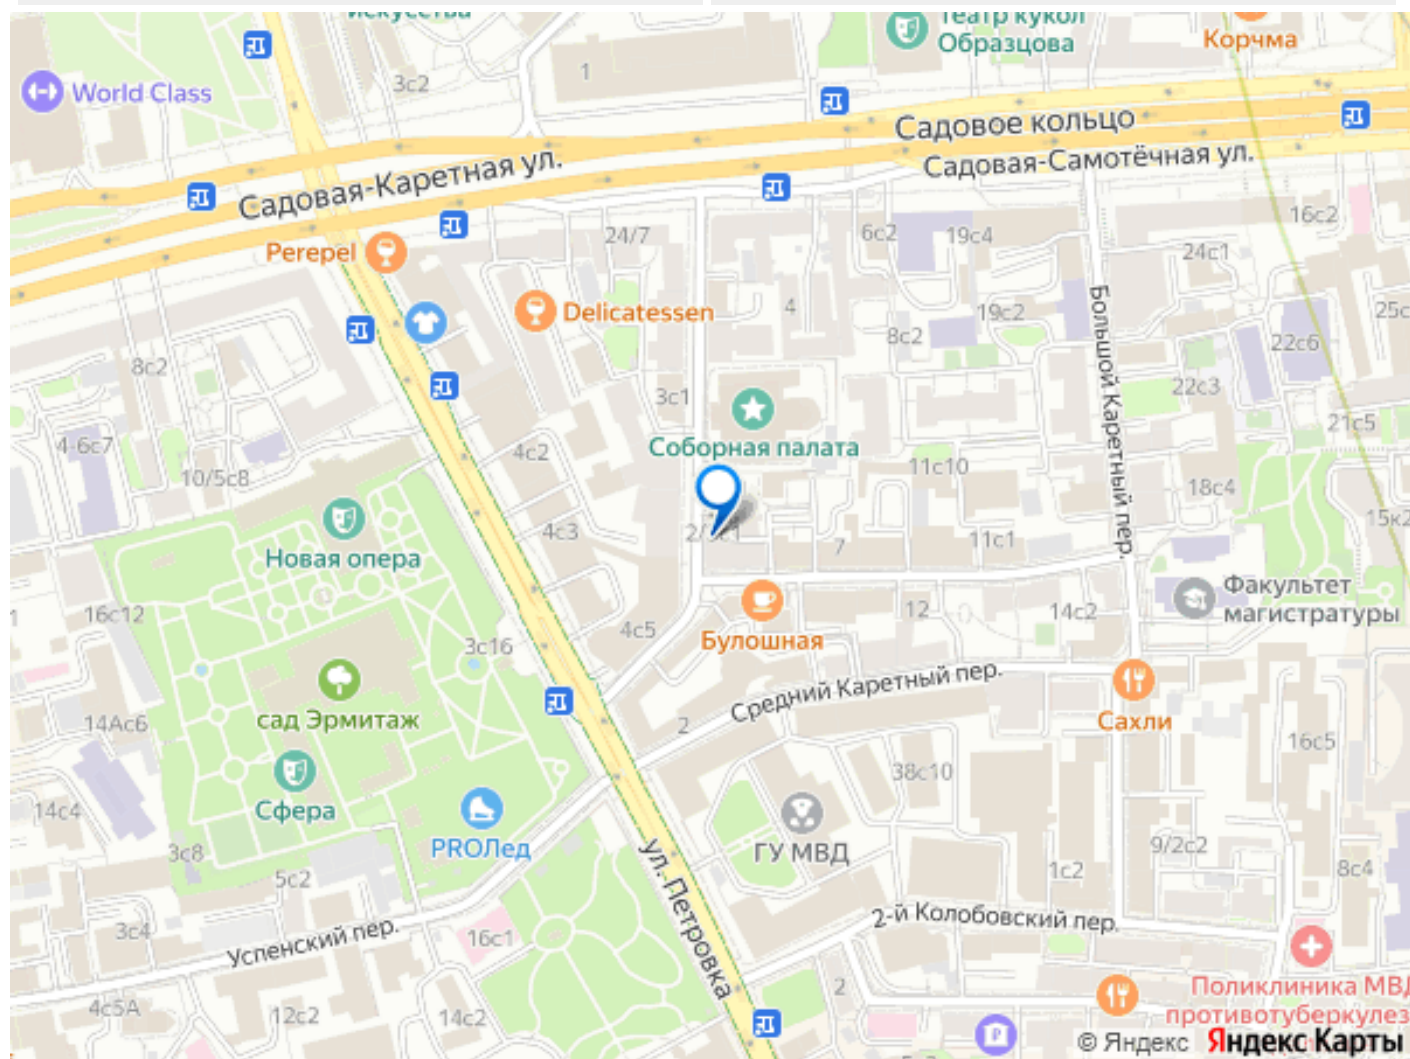 искусства
Театр кукол
Образцова
Корчма
World Class
3с2
1
Садовое кольцо
Садовая-Самотёчная ул.
Садовая-Каретная ул.
16с2
Perepel
24/7
6с2
19с4
24с1
Delicatessen
4
19с2
25с
8с2
8с2
22с6
Большой Каретный пер.
22с3
3с1
21с5
4-6с7
4с2
Соборная палата
11с10
10/5с8
18с4
15к2
Новая опера
4с3
7
11с1
Факультет
магистратуры
16с12
1
Булошная
12
14с2
4с5
3с16
Средний Каретный пер.
сад Эрмитаж
Сахли
14Ас6
2
16с5
38с10
Сфера
14с4
PROЛед
ГУ МВД
3с8
9/2с2
8с4
5с2
1с2
ул. Петровка
2-й Колобовский пер.
3с4
Успенский пер.
16с1
2
Поликлиника МВД
противотуберкулез
4с5А
12с2
14с2
© Яндекс Яндекс Карты